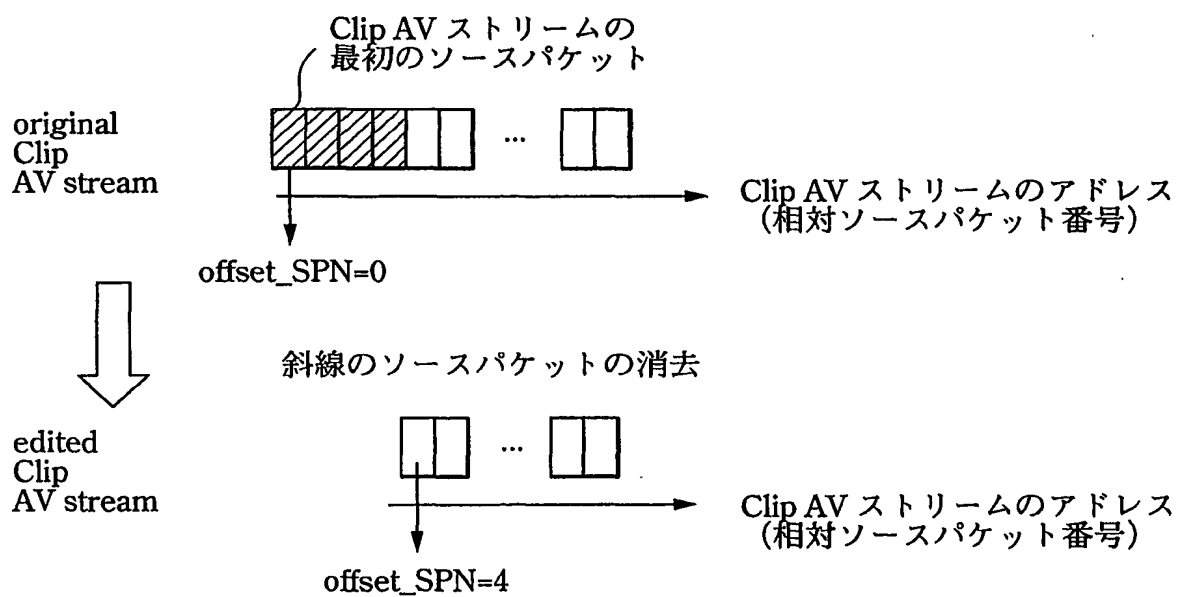 Clip AV ストリームの
最初のソースパケット
original
Clip
AV stream
...
Clip AV ストリームのアドレス
(相対ソースパケット番号)
offset_SPN=0
斜線のソースパケットの消去
edited
Clip
AV stream
...
Clip AV ストリームのアドレス
(相対ソースパケット番号)
offset_SPN=4